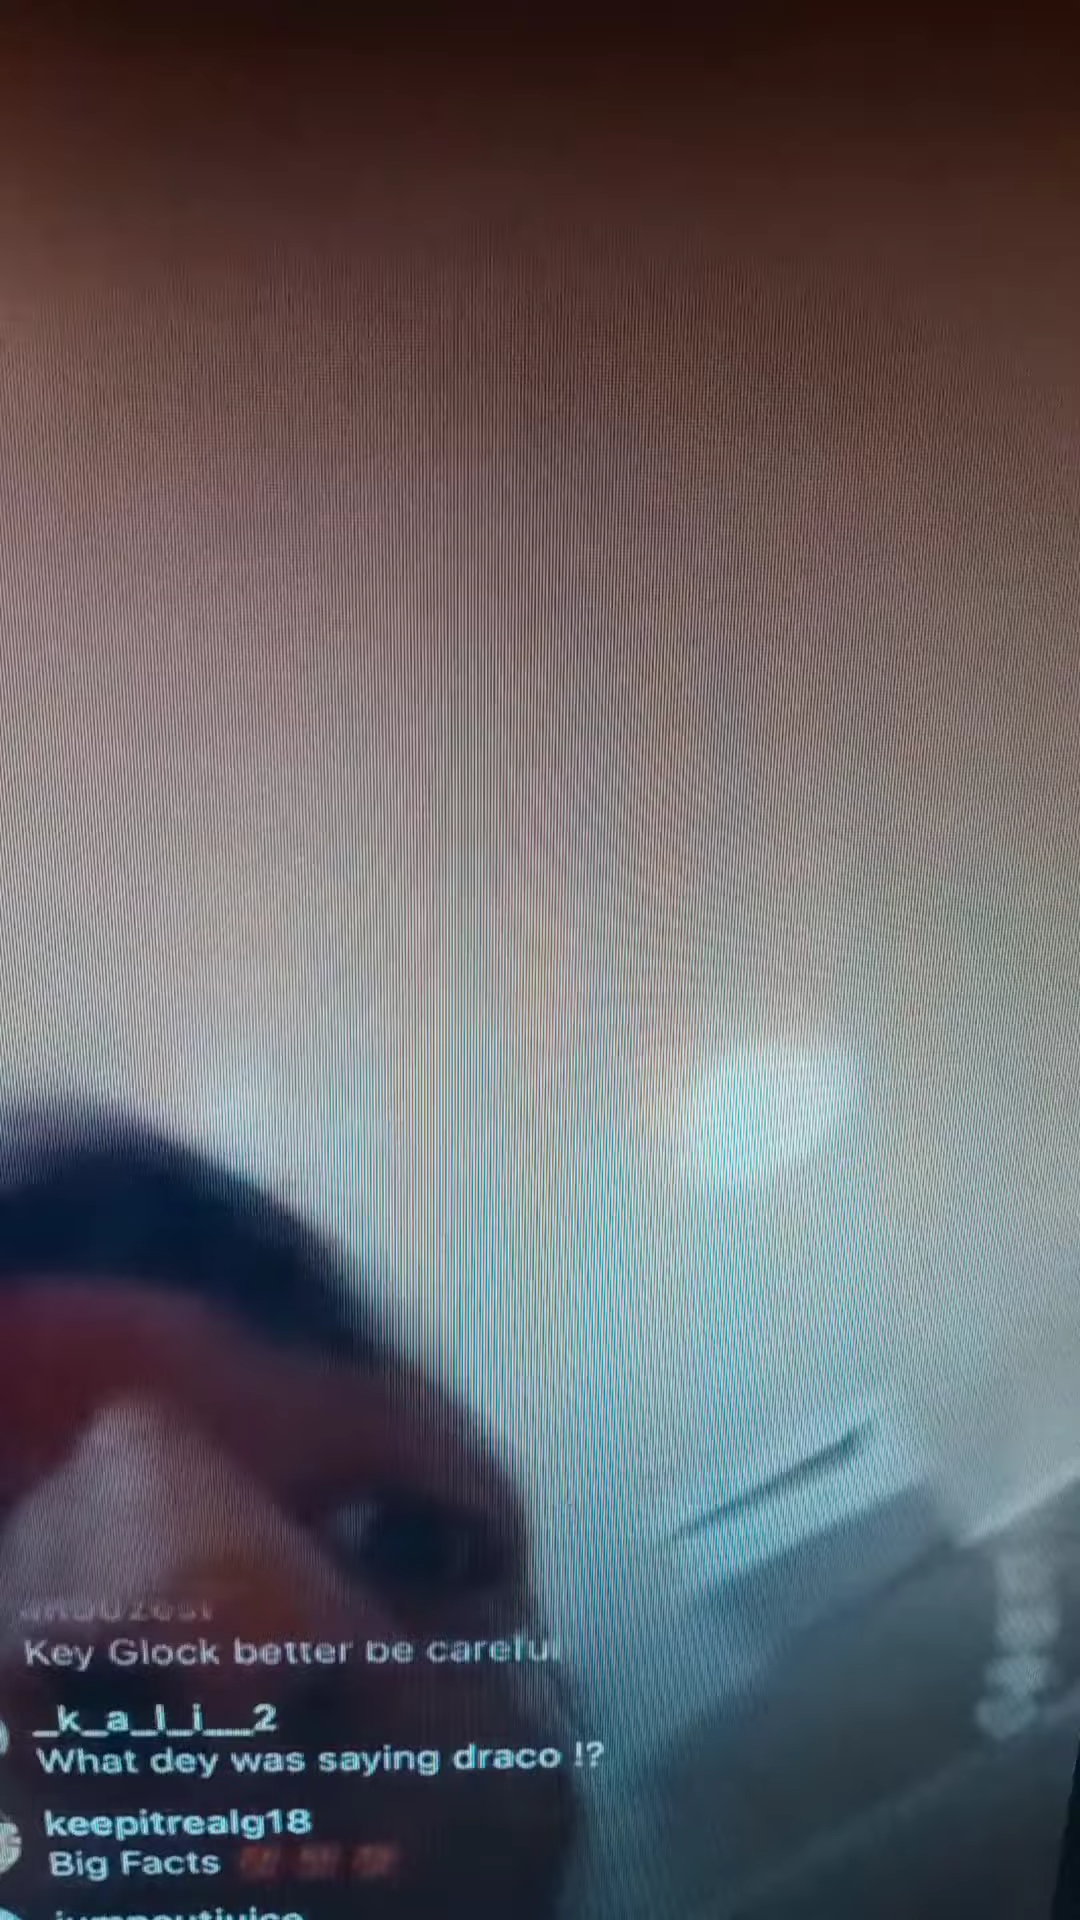 Key Glock better be careful
_k_a_l_i__2
What dey was saying draco !?
keepitrealg18
Big Facts 💯 💯 💯